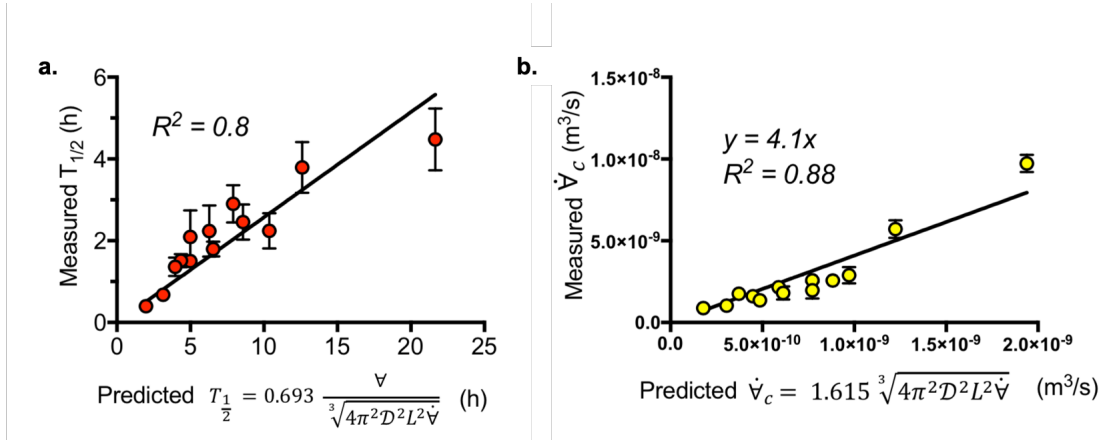 a.
6
4
2
0
Measured T1/2 (h)
R² = 0.8
0 5 10 15 20 25
Predicted T_{1/2} = 0.693 ∀ / ∛(4π²𝒟²L²∀̇) (h)
b.
1.5×10⁻⁸
1.0×10⁻⁸
5.0×10⁻⁹
0.0
Measured ∀̇c (m³/s)
y = 4.1x
R² = 0.88
0.0 5.0×10⁻¹⁰ 1.0×10⁻⁹ 1.5×10⁻⁹ 2.0×10⁻⁹
Predicted ∀̇c = 1.615 ∛(4π²𝒟²L²∀̇) (m³/s)